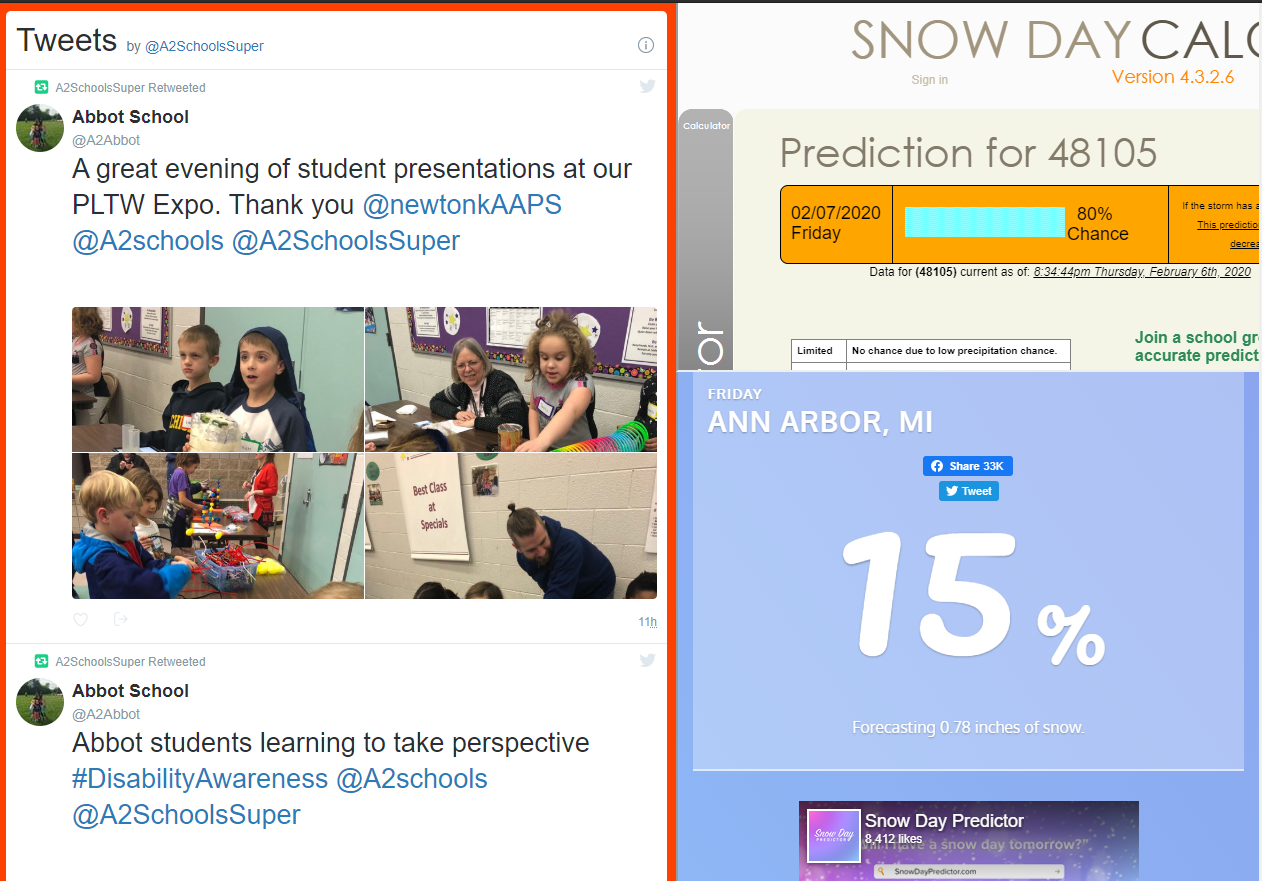 Tweets by @A2SchoolsSuper
A2SchoolsSuper Retweeted
Abbot School
@A2Abbot
A great evening of student presentations at our
PLTW Expo. Thank you @newtonkAAPS
@A2schools @A2SchoolsSuper
Best Class
at
Specials
11h
A2SchoolsSuper Retweeted
Abbot School
@A2Abbot
Abbot students learning to take perspective
#DisabilityAwareness @A2schools
@A2SchoolsSuper
SNOW DAY CALC
Sign in
Version 4.3.2.6
Calculator
Prediction for 48105
02/07/2020
Friday
80%
Chance
If the storm has a
This predictio
decrea
Data for (48105) current as of: 8:34:44pm Thursday, February 6th, 2020
Limited No chance due to low precipitation chance.
Join a school gr
accurate predict
or
FRIDAY
ANN ARBOR, MI
Share 33K
Tweet
15 %
Forecasting 0.78 inches of snow.
Snow Day
PREDICTOR
Snow Day Predictor
8,412 likes
I have a snow day tomorrow?"
SnowDayPredictor.com